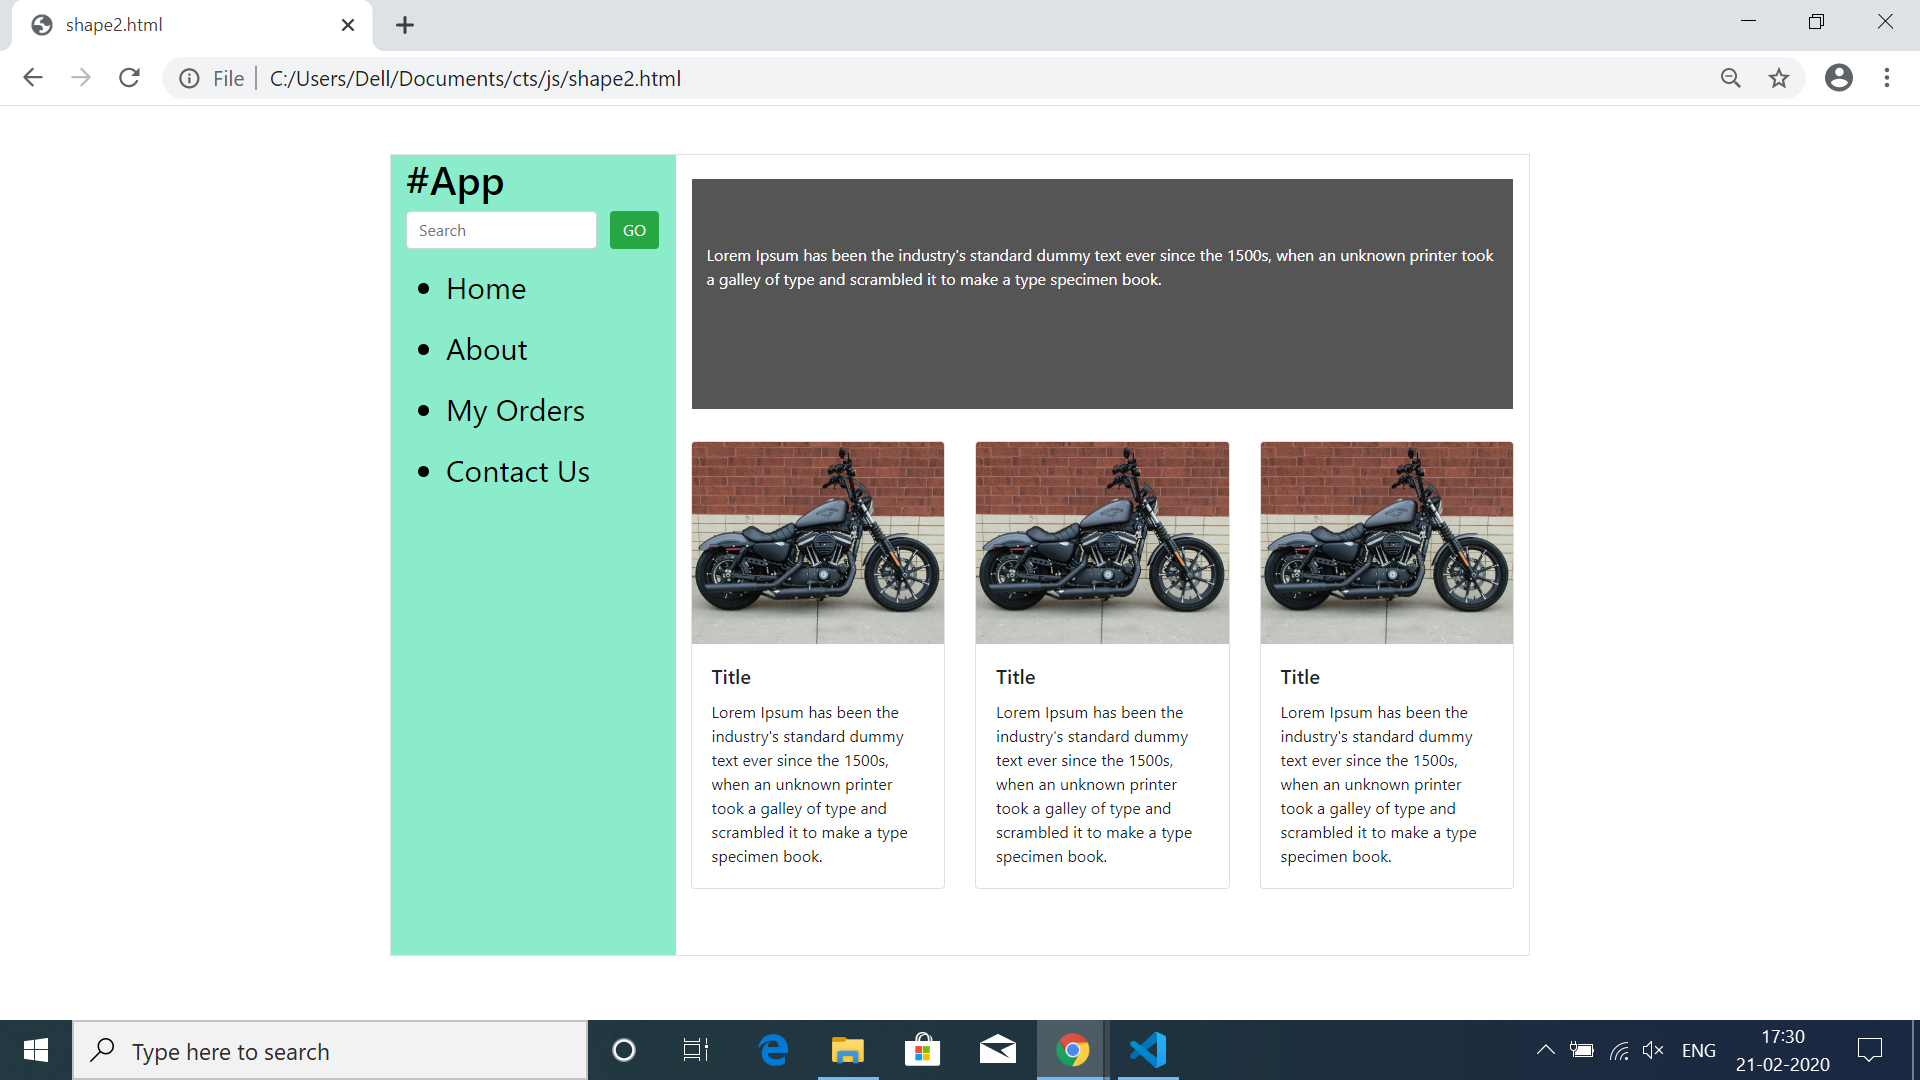 shape2.html
File
C:/Users/Dell/Documents/cts/js/shape2.html
#App
Search
GO
Home
About
My Orders
Contact Us
Lorem Ipsum has been the industry's standard dummy text ever since the 1500s, when an unknown printer took
a galley of type and scrambled it to make a type specimen book.
Title
Lorem Ipsum has been the
industry's standard dummy
text ever since the 1500s,
when an unknown printer
took a galley of type and
scrambled it to make a type
specimen book.
Title
Lorem Ipsum has been the
industry's standard dummy
text ever since the 1500s,
when an unknown printer
took a galley of type and
scrambled it to make a type
specimen book.
Title
Lorem Ipsum has been the
industry's standard dummy
text ever since the 1500s,
when an unknown printer
took a galley of type and
scrambled it to make a type
specimen book.
Type here to search
ENG
17:30
21-02-2020